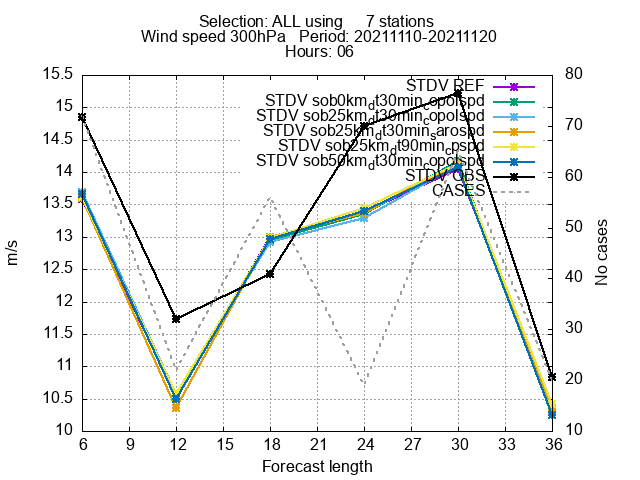 Selection: ALL using 7 stations
Wind speed 300hPa Period: 20211110-20211120
Hours: 06
STDV REF
STDV sob0km_dt30min_copolspd
STDV sob25km_dt30min_copolspd
STDV sob25km_dt30min_sarospd
STDV sob25km_dt90min_cpspd
STDV sob50km_dt30min_copolspd
STDV OBS
CASES
15.5
15
14.5
14
13.5
13
12.5
12
11.5
11
10.5
10
80
70
60
50
40
30
20
10
m/s
No cases
6 9 12 15 18 21 24 27 30 33 36
Forecast length